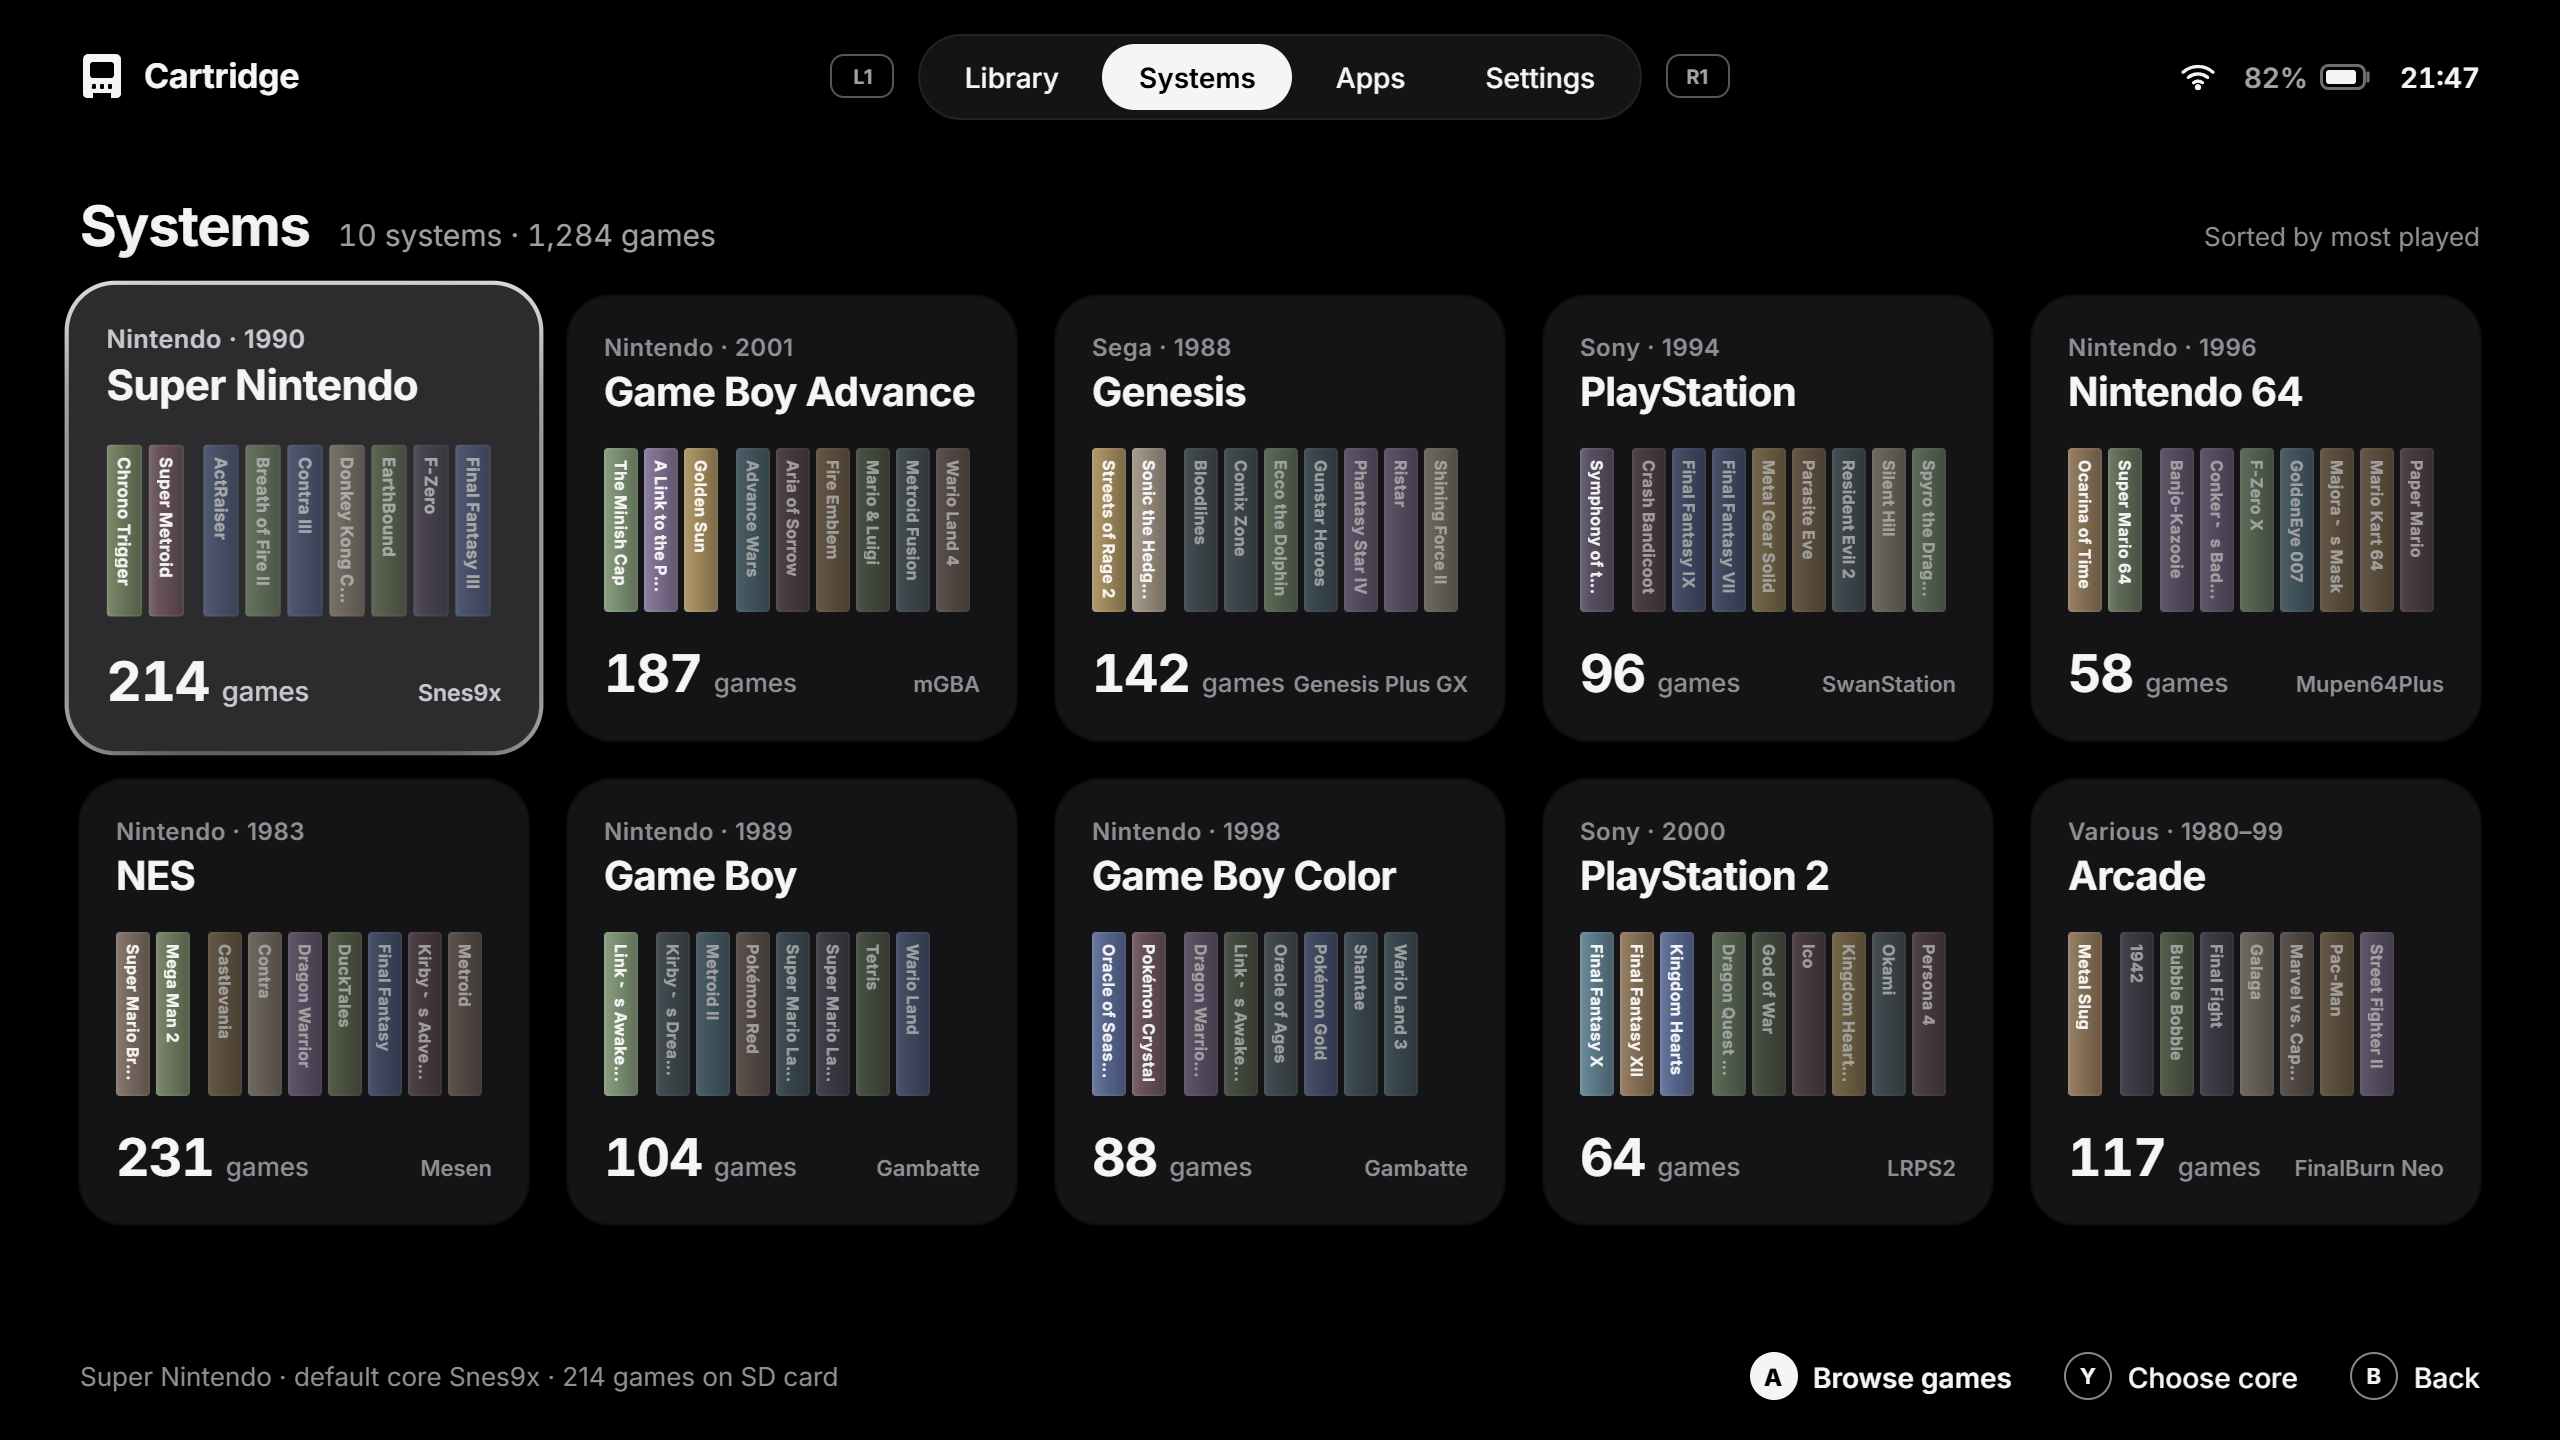 Cartridge
L1
Library
Systems
Apps
Settings
R1
82%
21:47
Systems
10 systems · 1,284 games
Sorted by most played
Nintendo · 1990
Super Nintendo
Chrono Trigger
Super Metroid
ActRaiser
Breath of Fire II
Contra III
Donkey Kong C...
EarthBound
F-Zero
Final Fantasy III
214 games
Snes9x
Nintendo · 2001
Game Boy Advance
The Minish Cap
A Link to the P...
Golden Sun
Advance Wars
Aria of Sorrow
Fire Emblem
Mario & Luigi
Metroid Fusion
Wario Land 4
187 games
mGBA
Sega · 1988
Genesis
Streets of Rage 2
Sonic the Hedg...
Bloodlines
Comix Zone
Ecco the Dolphin
Gunstar Heroes
Phantasy Star IV
Ristar
Shining Force II
142 games
Genesis Plus GX
Sony · 1994
PlayStation
Symphony of t...
Crash Bandicoot
Final Fantasy IX
Final Fantasy VII
Metal Gear Solid
Parasite Eve
Resident Evil 2
Silent Hill
Spyro the Drag...
96 games
SwanStation
Nintendo · 1996
Nintendo 64
Ocarina of Time
Super Mario 64
Banjo-Kazooie
Conker's Bad...
F-Zero X
GoldenEye 007
Majora's Mask
Mario Kart 64
Paper Mario
58 games
Mupen64Plus
Nintendo · 1983
NES
Super Mario Br...
Mega Man 2
Castlevania
Contra
Dragon Warrior
DuckTales
Final Fantasy
Kirby's Adve...
Metroid
231 games
Mesen
Nintendo · 1989
Game Boy
Link's Awake...
Kirby's Drea...
Metroid II
Pokémon Red
Super Mario La...
Super Mario La...
Tetris
Wario Land
104 games
Gambatte
Nintendo · 1998
Game Boy Color
Oracle of Seas...
Pokémon Crystal
Dragon Warrio...
Link's Awake...
Oracle of Ages
Pokémon Gold
Shantae
Wario Land 3
88 games
Gambatte
Sony · 2000
PlayStation 2
Final Fantasy X
Final Fantasy XII
Kingdom Hearts
Dragon Quest ...
God of War
Ico
Kingdom Heart...
Okami
Persona 4
64 games
LRPS2
Various · 1980–99
Arcade
Metal Slug
1942
Bubble Bobble
Final Fight
Galaga
Marvel vs. Cap...
Pac-Man
Street Fighter II
117 games
FinalBurn Neo
Super Nintendo · default core Snes9x · 214 games on SD card
A Browse games
Y Choose core
B Back